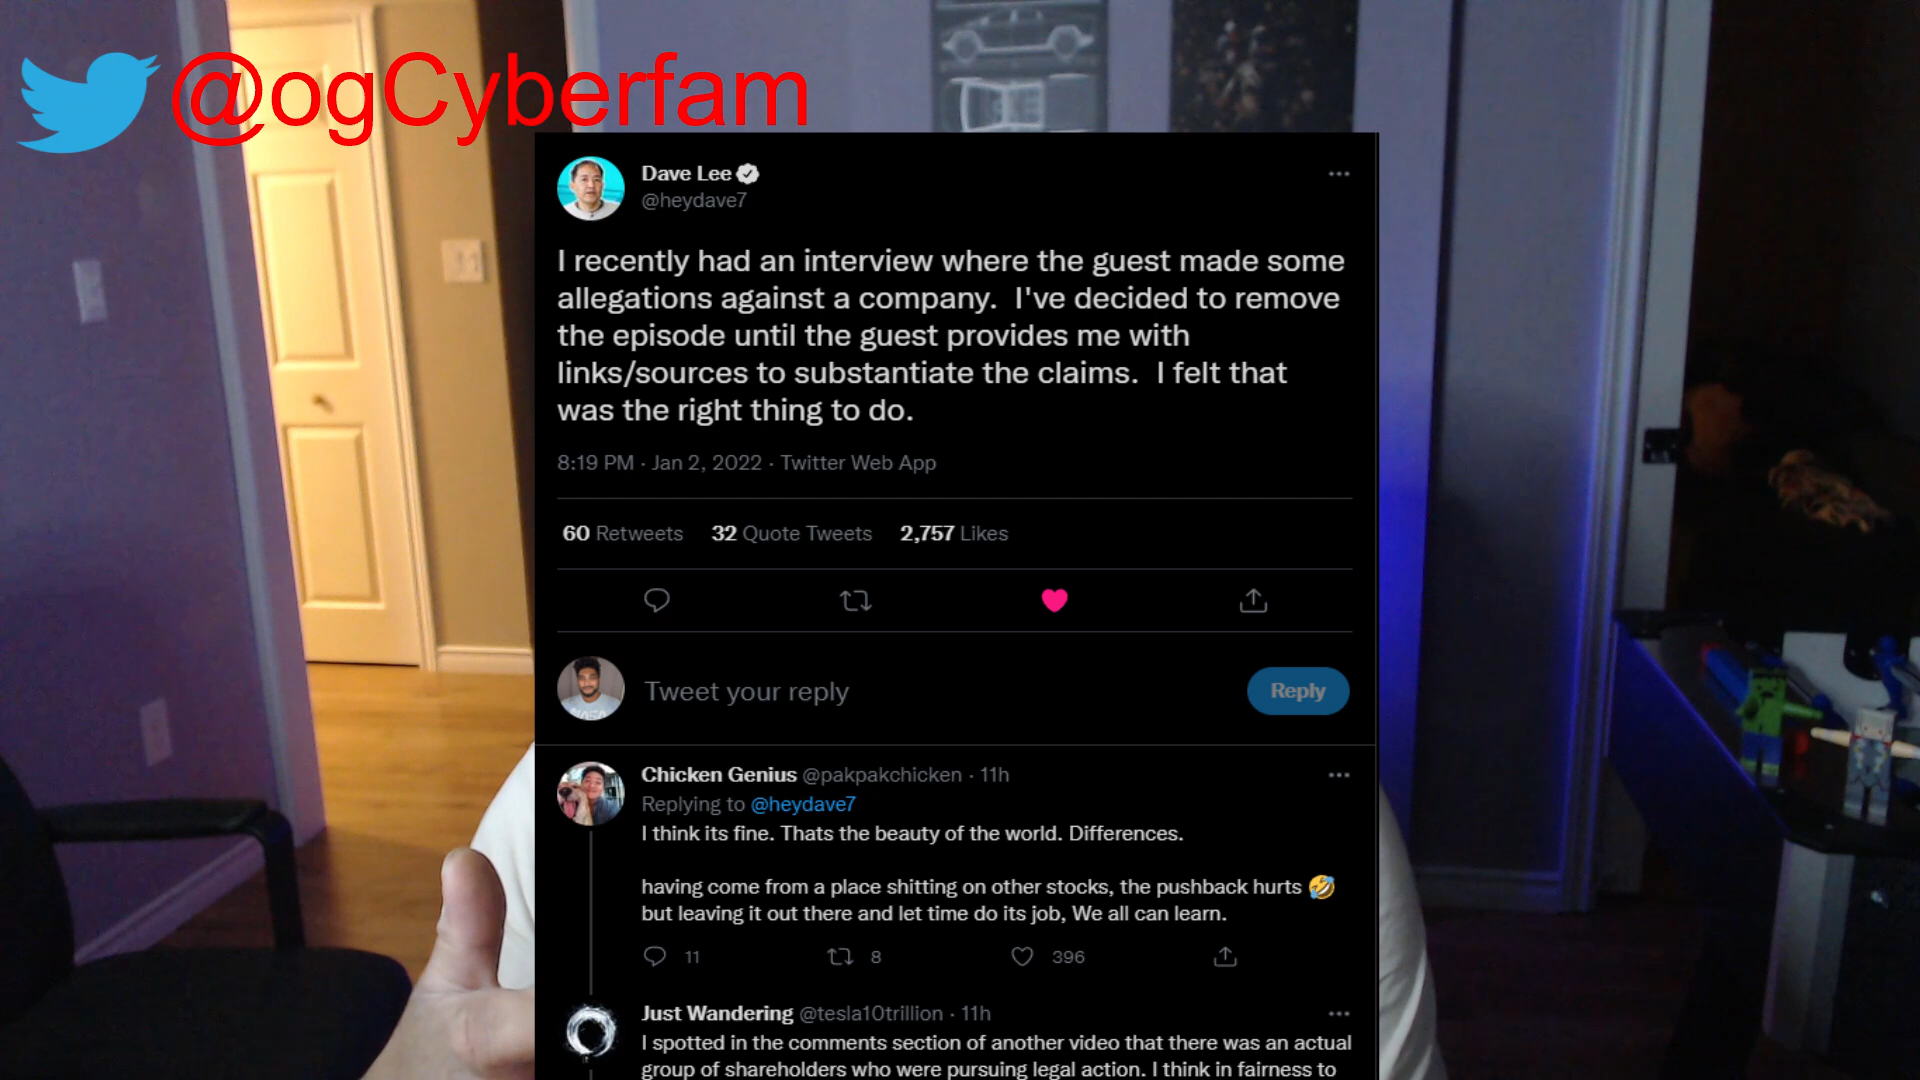 @ogCyberfam
Dave Lee
@heydave7
I recently had an interview where the guest made some
allegations against a company.  I've decided to remove
the episode until the guest provides me with
links/sources to substantiate the claims.  I felt that
was the right thing to do.
8:19 PM · Jan 2, 2022 · Twitter Web App
60 Retweets 32 Quote Tweets 2,757 Likes
Tweet your reply
Reply
Chicken Genius @pakpakchicken · 11h
Replying to @heydave7
I think its fine. Thats the beauty of the world. Differences.
having come from a place shitting on other stocks, the pushback hurts 🤣
but leaving it out there and let time do its job, We all can learn.
11 8 396
Just Wandering @tesla10trillion · 11h
I spotted in the comments section of another video that there was an actual
group of shareholders who were pursuing legal action. I think in fairness to